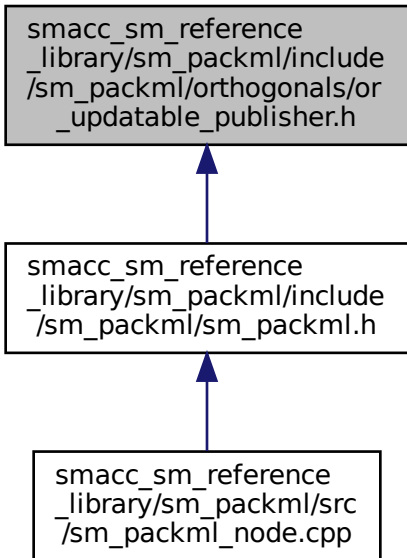 smacc_sm_reference
_library/sm_packml/include
/sm_packml/orthogonals/or
_updatable_publisher.h
smacc_sm_reference
_library/sm_packml/include
/sm_packml/sm_packml.h
smacc_sm_reference
_library/sm_packml/src
/sm_packml_node.cpp